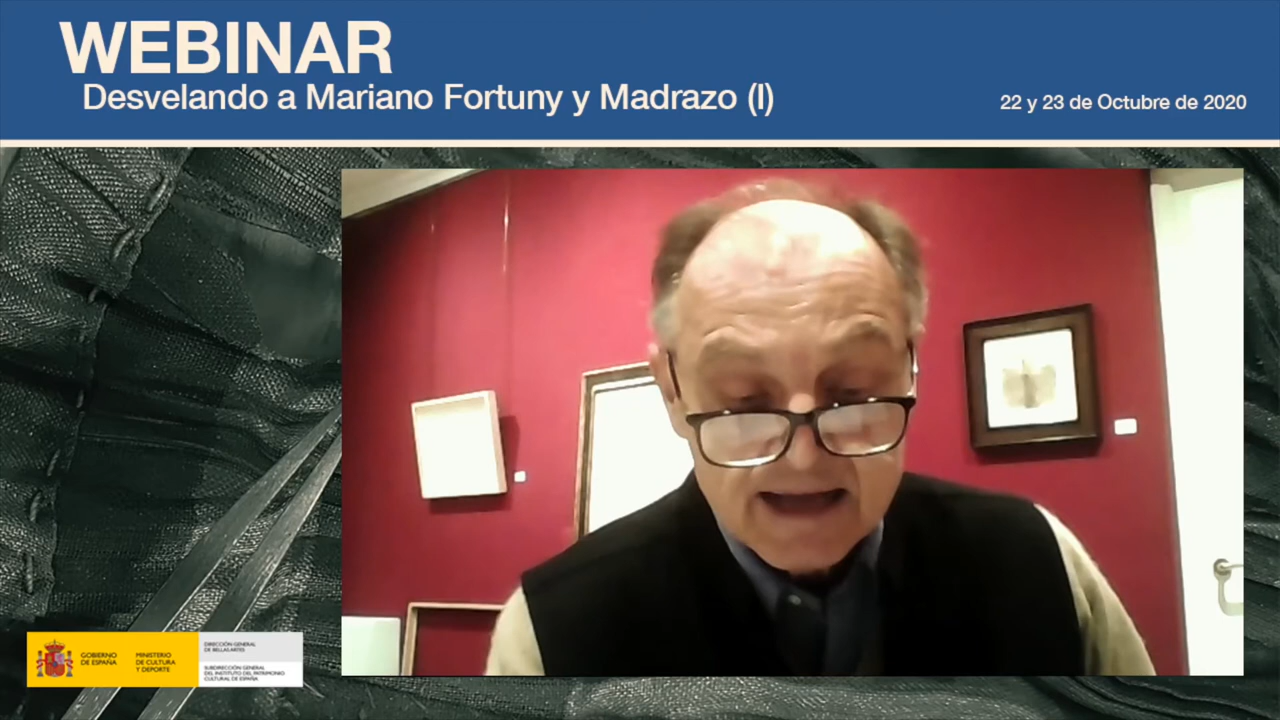 WEBINAR
Desvelando a Mariano Fortuny y Madrazo (I)
22 y 23 de Octubre de 2020
GOBIERNO
DE ESPAÑA
MINISTERIO
DE CULTURA
Y DEPORTE
DIRECCIÓN GENERAL
DE BELLAS ARTES
SUBDIRECCIÓN GENERAL
DEL INSTITUTO DEL PATRIMONIO
CULTURAL DE ESPAÑA